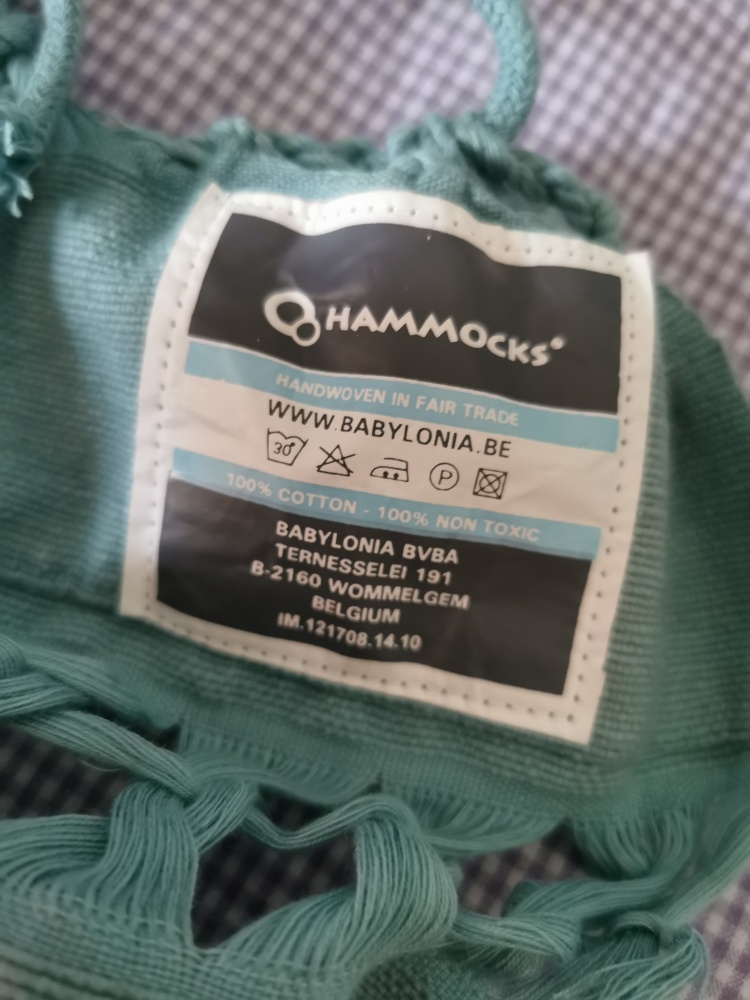 HAMMOCKS
HANDWOVEN IN FAIR TRADE
WWW.BABYLONIA.BE
30° P
100% COTTON - 100% NON TOXIC
BABYLONIA BVBA
TERNESSELEI 191
B-2160 WOMMELGEM
BELGIUM
IM.121708.14.10